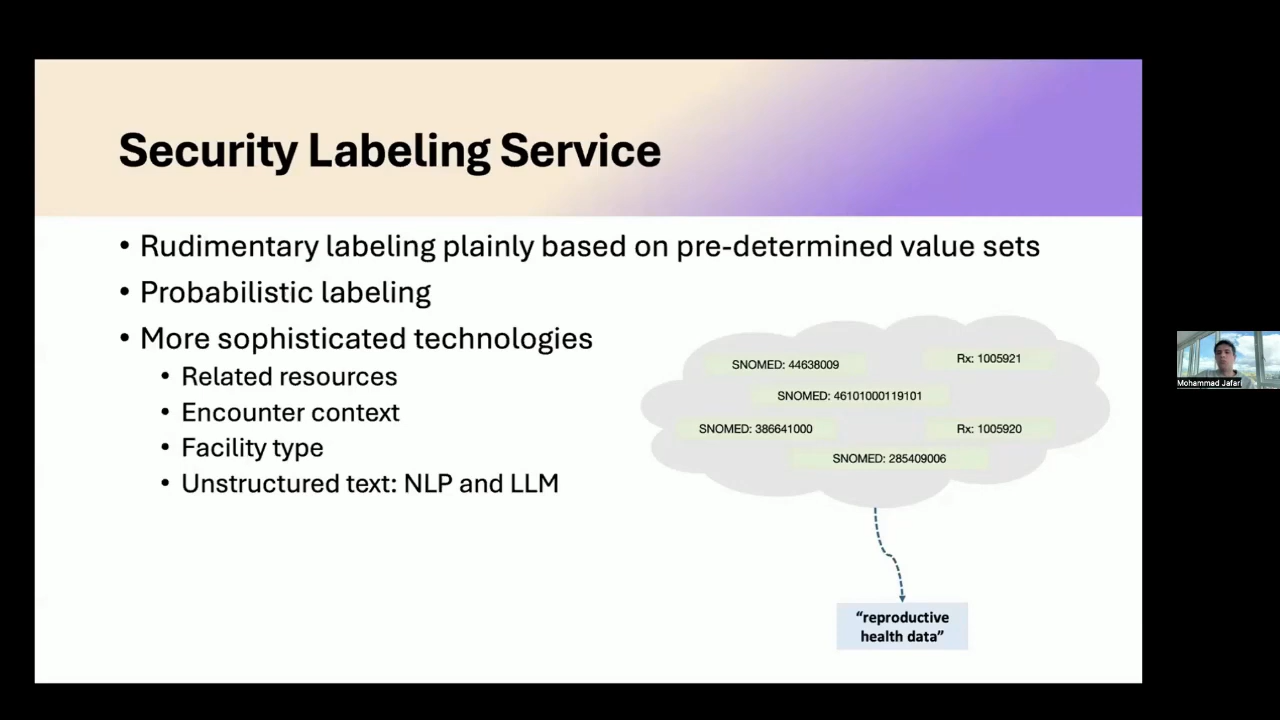 Security Labeling Service
• Rudimentary labeling plainly based on pre-determined value sets
• Probabilistic labeling
• More sophisticated technologies
• Related resources
• Encounter context
• Facility type
• Unstructured text: NLP and LLM
SNOMED: 44638009
Rx: 1005921
SNOMED: 46101000119101
SNOMED: 386641000
Rx: 1005920
SNOMED: 285409006
“reproductive
health data”
Mohammad Jafari